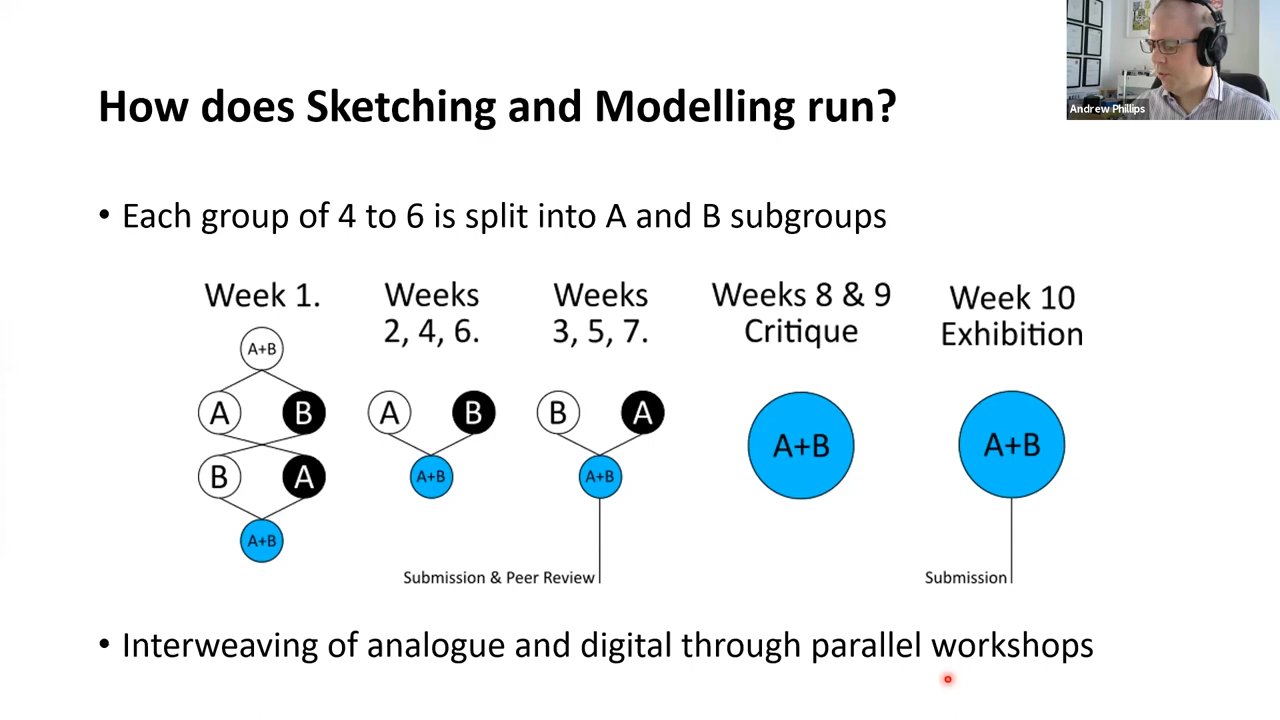 Andrew Phillips
How does Sketching and Modelling run?
• Each group of 4 to 6 is split into A and B subgroups
Week 1.
Weeks
2, 4, 6.
Weeks
3, 5, 7.
Weeks 8 & 9
Critique
Week 10
Exhibition
A+B
A B
B A
A+B
A B
A+B
B A
A+B
A+B
A+B
Submission & Peer Review
Submission
• Interweaving of analogue and digital through parallel workshops